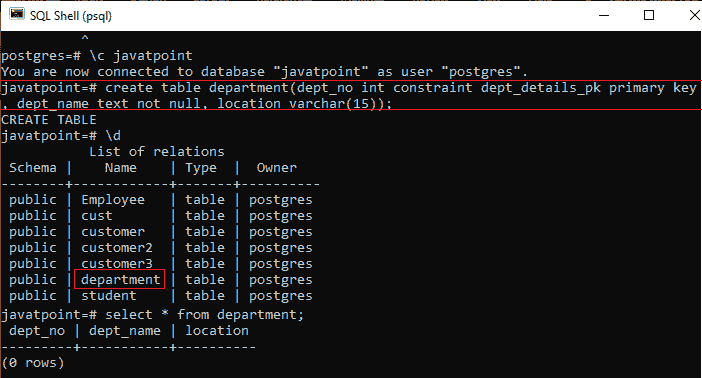 SQL Shell (psql)
^
postgres=# \c javatpoint
You are now connected to database "javatpoint" as user "postgres".
javatpoint=# create table department(dept_no int constraint dept_details_pk primary key
, dept_name text not null, location varchar(15));
CREATE TABLE
javatpoint=# \d
List of relations
Schema | Name | Type | Owner
--------+------------+-------+----------
public | Employee | table | postgres
public | cust | table | postgres
public | customer | table | postgres
public | customer2 | table | postgres
public | customer3 | table | postgres
public | department | table | postgres
public | student | table | postgres
javatpoint=# select * from department;
dept_no | dept_name | location
---------+-----------+----------
(0 rows)